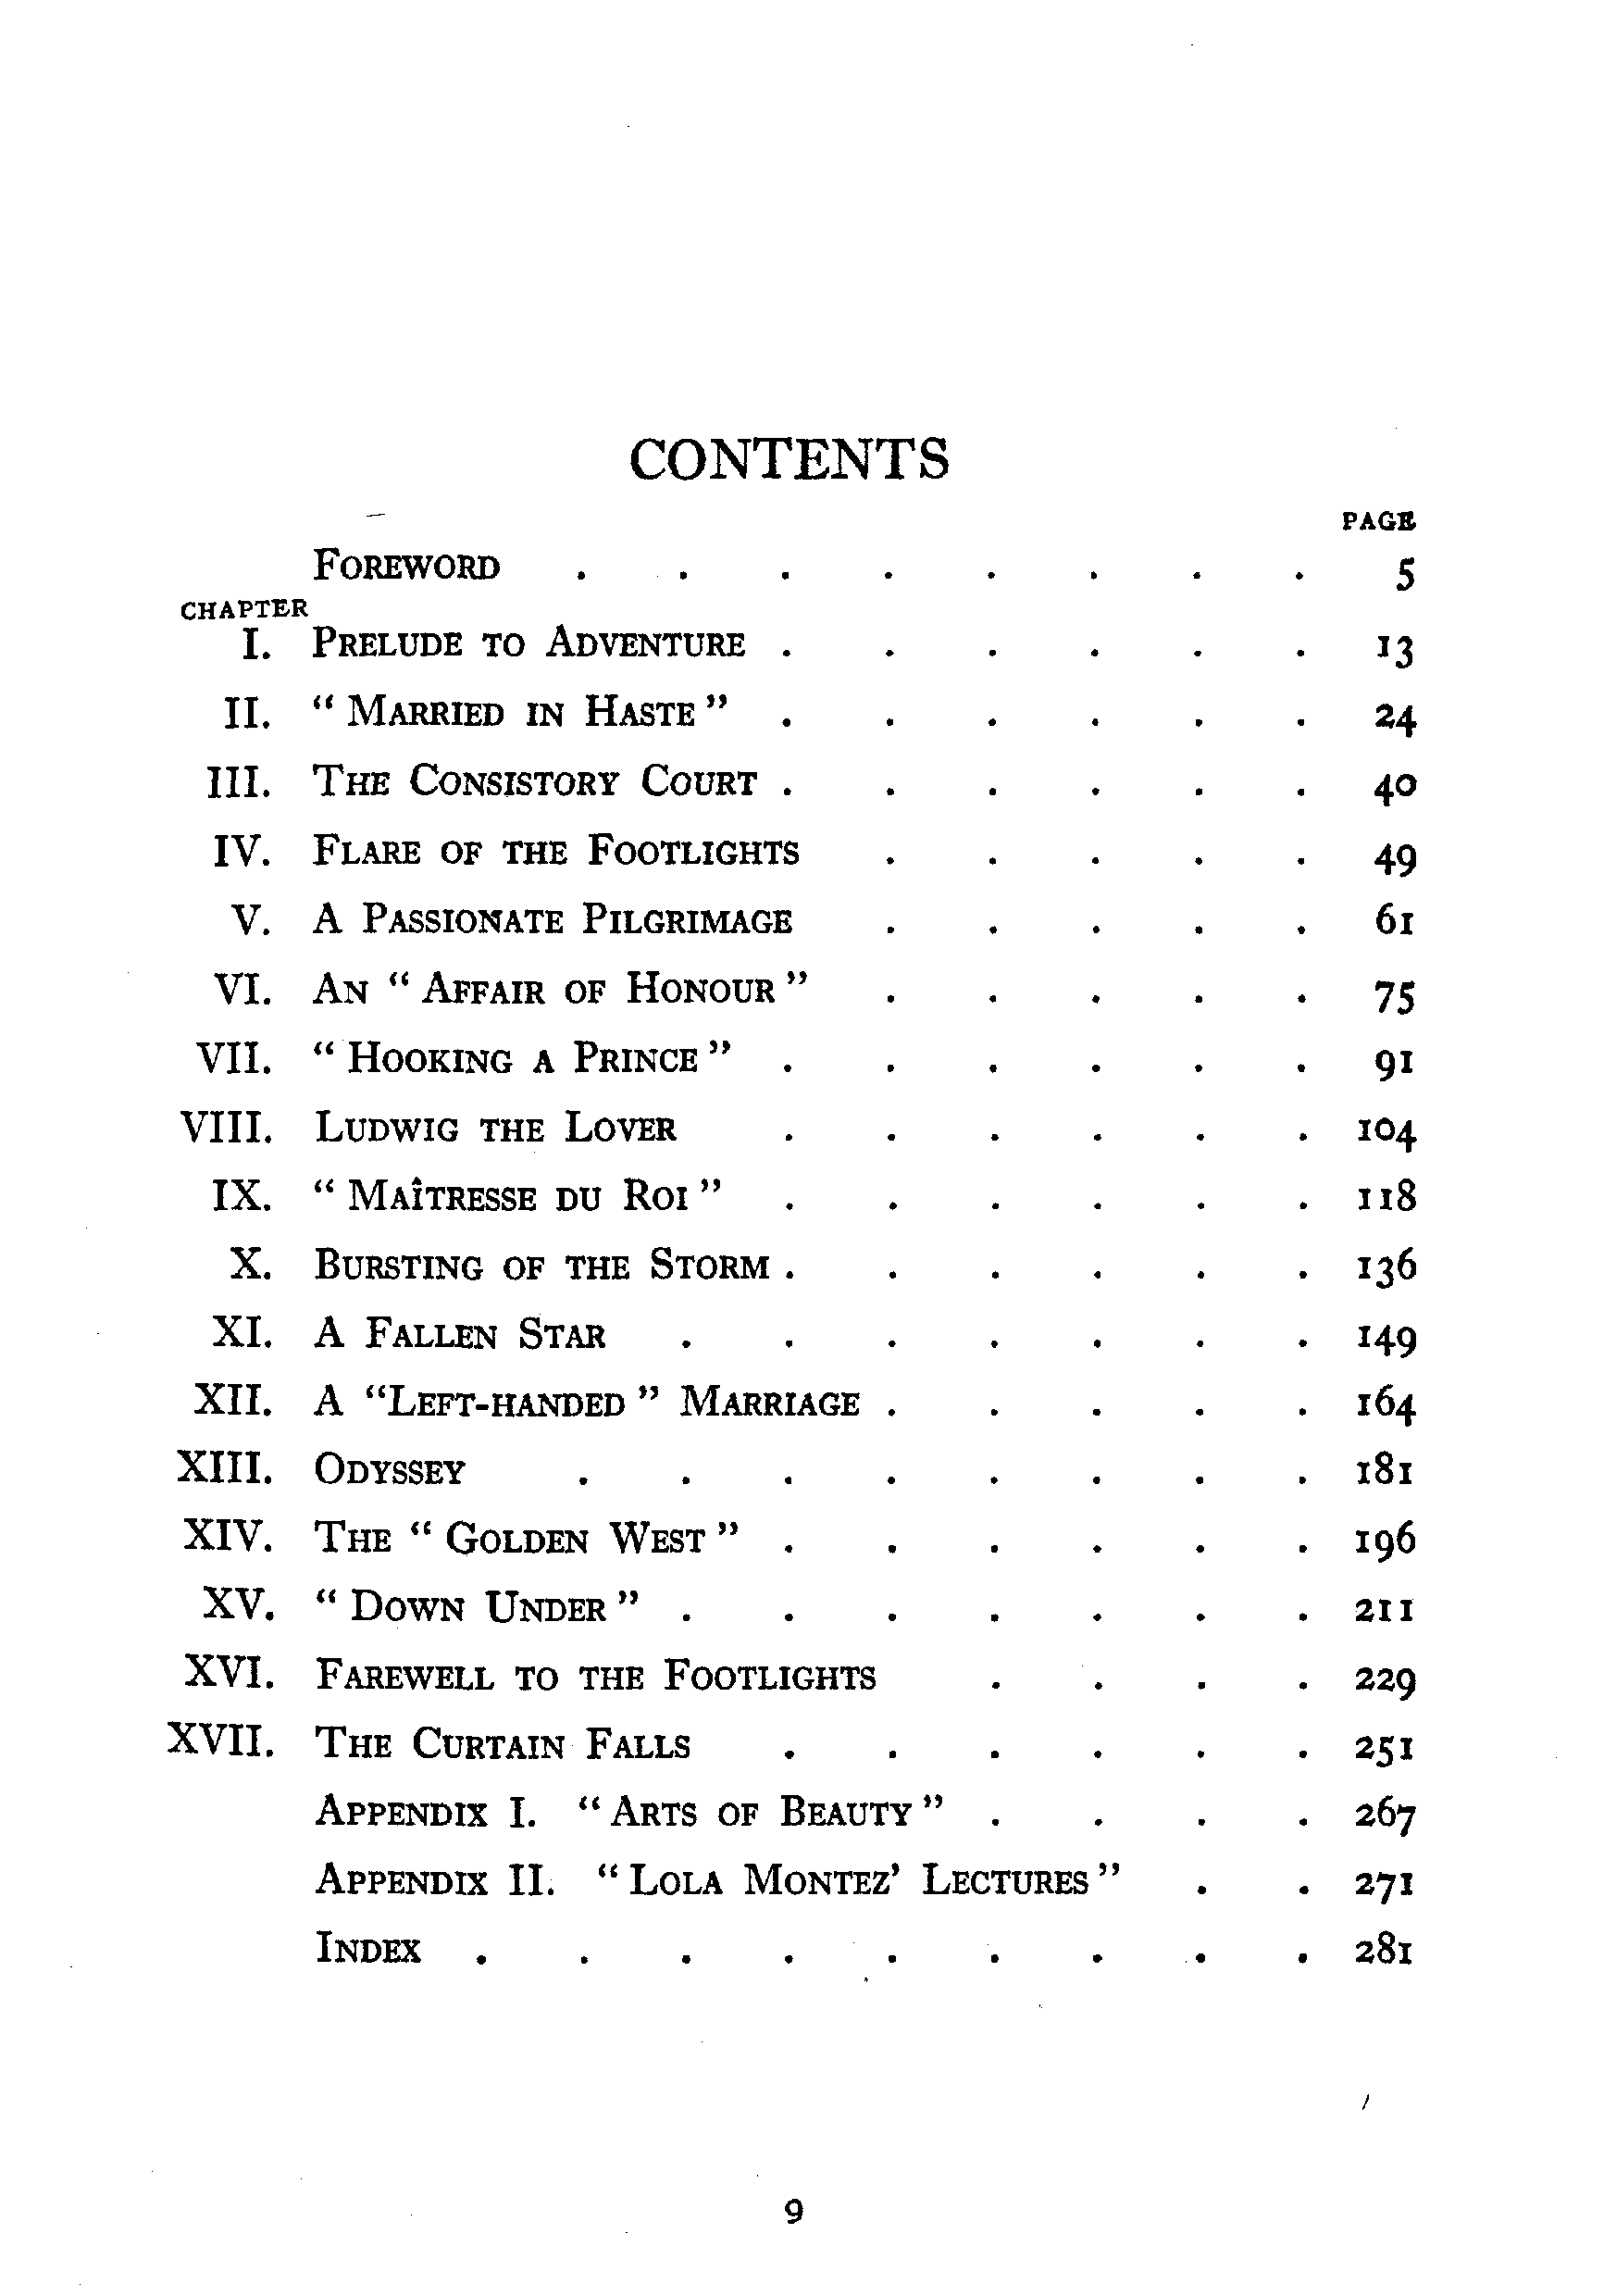 CONTENTS
PAGE
FOREWORD . . . . . . . . 5
CHAPTER
I. PRELUDE TO ADVENTURE . . . . . . 13
II. “ MARRIED IN HASTE ” . . . . . . 24
III. THE CONSISTORY COURT . . . . . . 40
IV. FLARE OF THE FOOTLIGHTS . . . . . 49
V. A PASSIONATE PILGRIMAGE . . . . . 61
VI. AN “ AFFAIR OF HONOUR ” . . . . . 75
VII. “ HOOKING A PRINCE ” . . . . . . 91
VIII. LUDWIG THE LOVER . . . . . . 104
IX. “ MAÎTRESSE DU ROI ” . . . . . . 118
X. BURSTING OF THE STORM . . . . . . 136
XI. A FALLEN STAR . . . . . . . 149
XII. A “LEFT-HANDED ” MARRIAGE . . . . . 164
XIII. ODYSSEY . . . . . . . . 181
XIV. THE “ GOLDEN WEST ” . . . . . . 196
XV. “ DOWN UNDER ” . . . . . . . 211
XVI. FAREWELL TO THE FOOTLIGHTS . . . . 229
XVII. THE CURTAIN FALLS . . . . . . 251
APPENDIX I. “ ARTS OF BEAUTY ” . . . . 267
APPENDIX II. “ LOLA MONTEZ’ LECTURES ” . . 271
INDEX . . . . . . . . . 281
9